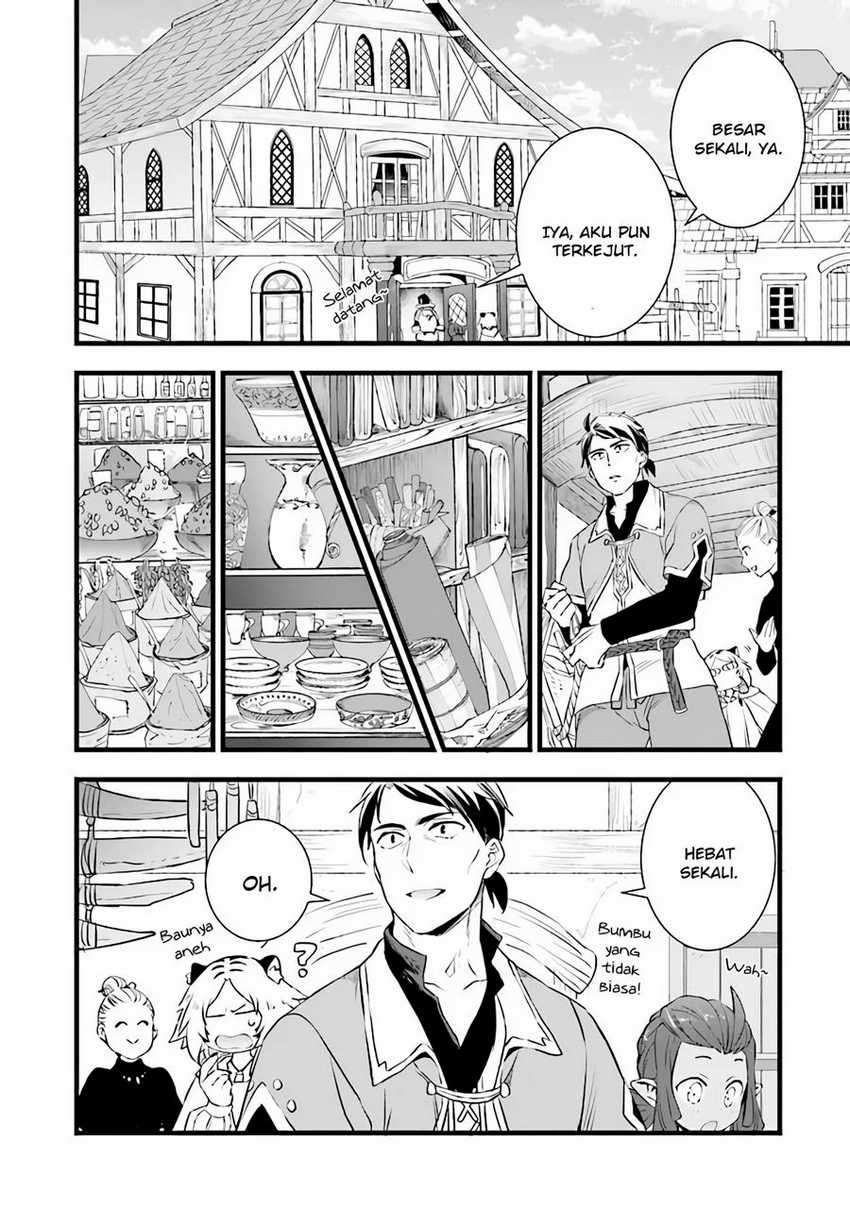 BESAR
SEKALI, YA.
IYA, AKU PUN
TERKEJUT.
Selamat
datang~
HEBAT
SEKALI.
Wah~
Bumbu
yang
tidak
Biasa!
OH.
?
Baunya
aneh